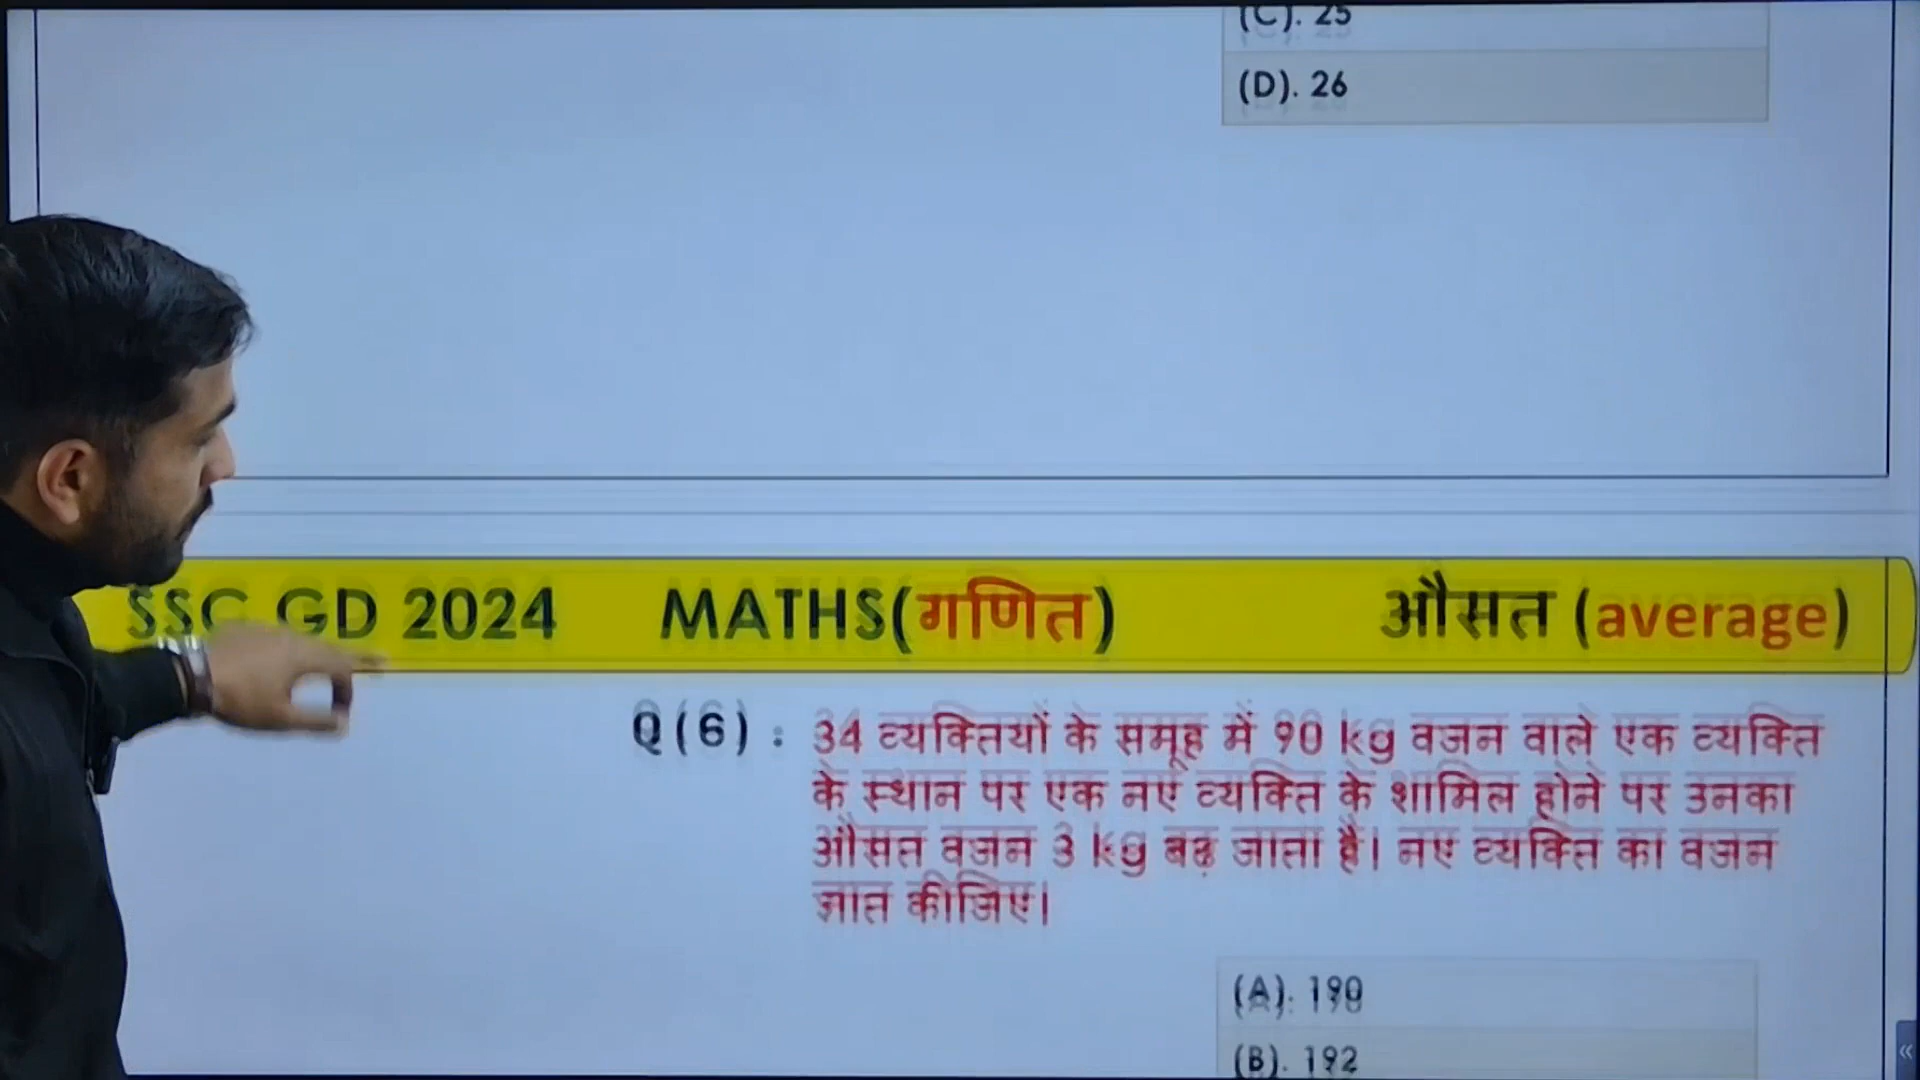 (C). 25
(D). 26
SSC GD 2024 MATHS(गणित) औसत (average)
Q(6) : 34 व्यक्तियों के समूह में 90 kg वजन वाले एक व्यक्ति
के स्थान पर एक नए व्यक्ति के शामिल होने पर उनका
औसत वजन 3 kg बढ़ जाता है। नए व्यक्ति का वजन
ज्ञात कीजिए।
(A). 190
(B). 192